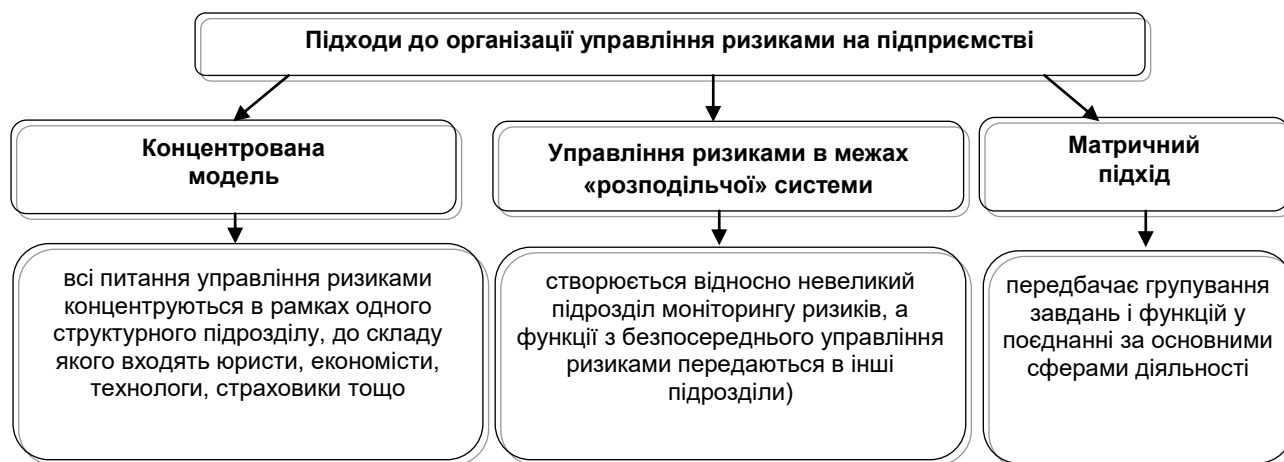 Підходи до організації управління ризиками на підприємстві
Концентрована
модель
всі питання управління ризиками
концентруються в рамках одного
структурного підрозділу, до складу
якого входять юристи, економісти,
технологи, страховики тощо
Управління ризиками в межах
«розподільчої» системи
створюється відносно невеликий
підрозділ моніторингу ризиків, а
функції з безпосереднього управління
ризиками передаються в інші
підрозділи)
Матричний
підхід
передбачає групування
завдань і функцій у
поєднанні за основними
сферами діяльності